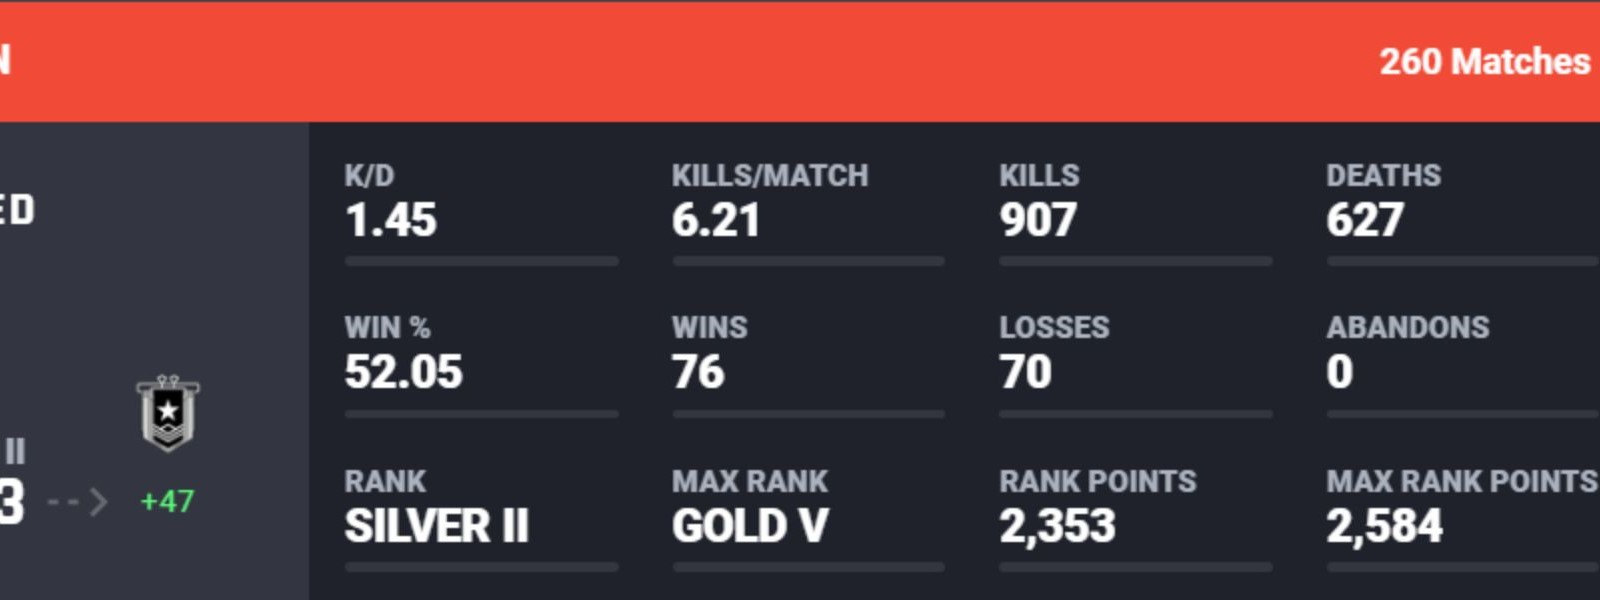 N
260 Matches
ED
K/D
1.45
KILLS/MATCH
6.21
KILLS
907
DEATHS
627
WIN %
52.05
WINS
76
LOSSES
70
ABANDONS
0
II
3
+47
RANK
SILVER II
MAX RANK
GOLD V
RANK POINTS
2,353
MAX RANK POINTS
2,584